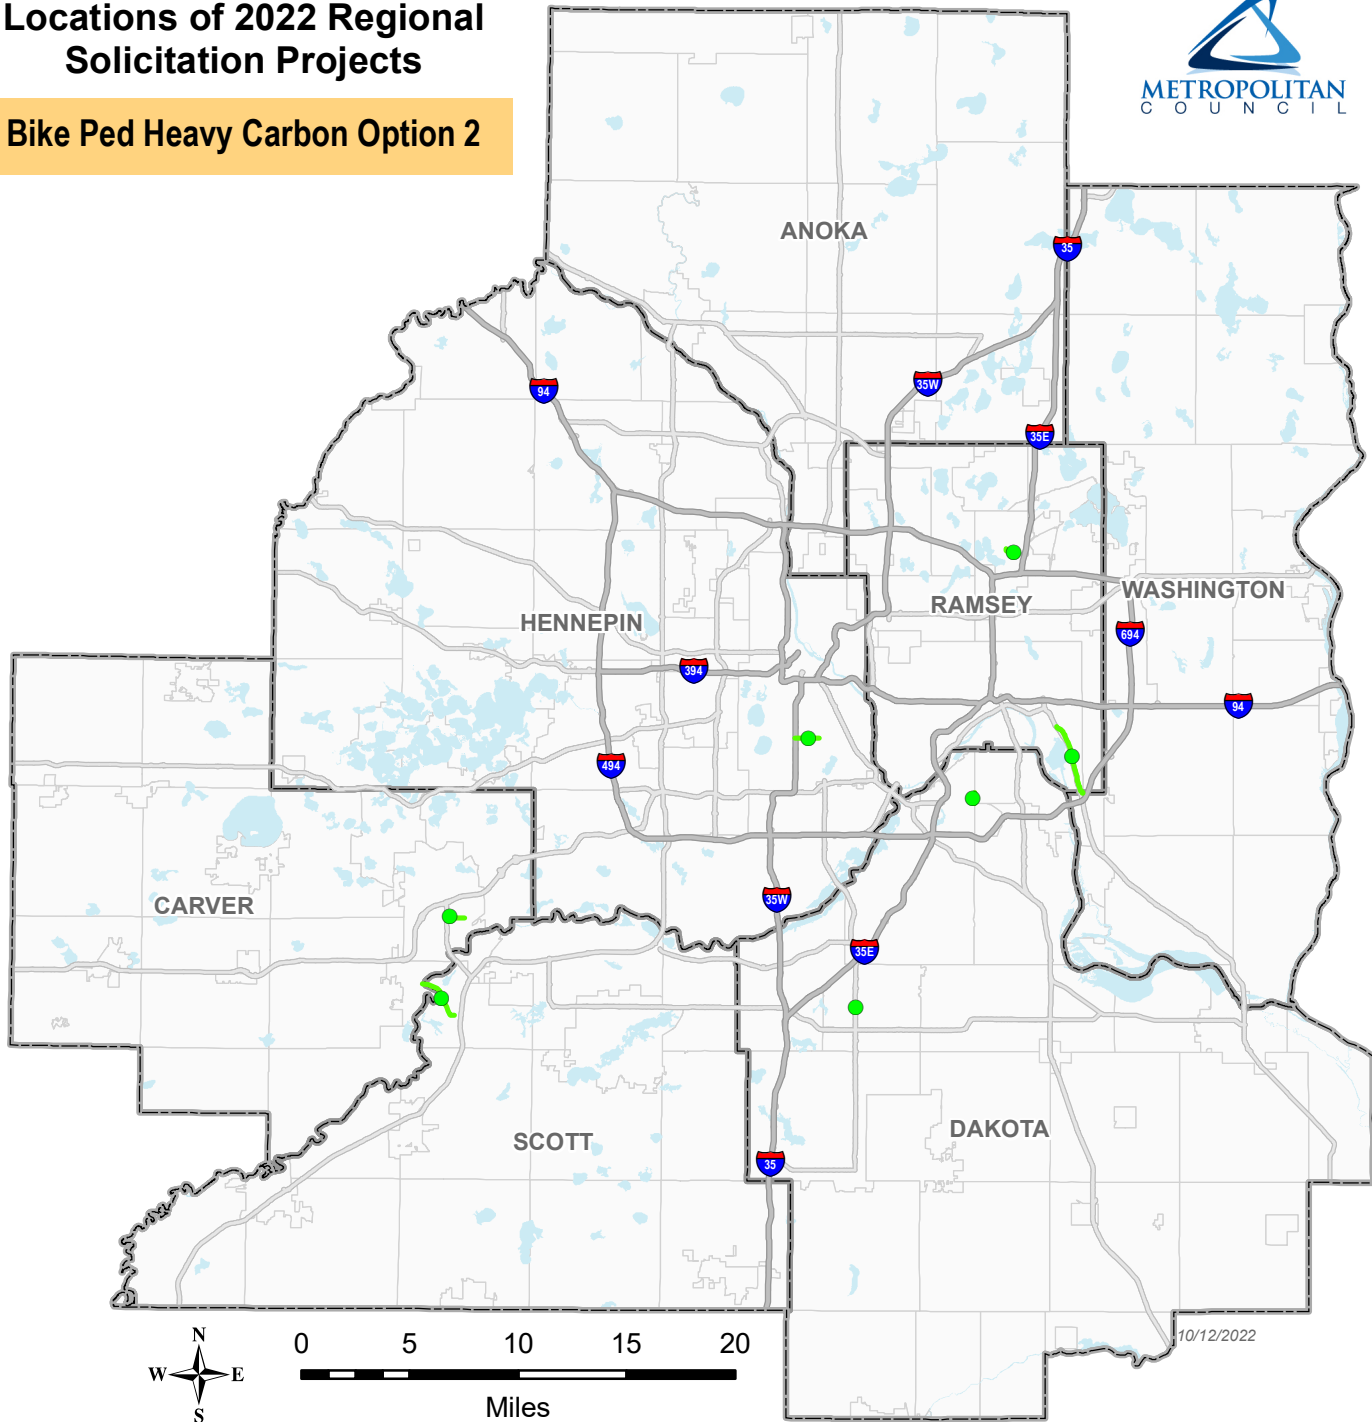 Locations of 2022 Regional
Solicitation Projects
Bike Ped Heavy Carbon Option 2
METROPOLITAN
COUNCIL
ANOKA
35
94
35W
35E
HENNEPIN
RAMSEY
WASHINGTON
694
394
94
494
CARVER
35W
35E
SCOTT
DAKOTA
35
10/12/2022
N
W E
S
0 5 10 15 20
Miles